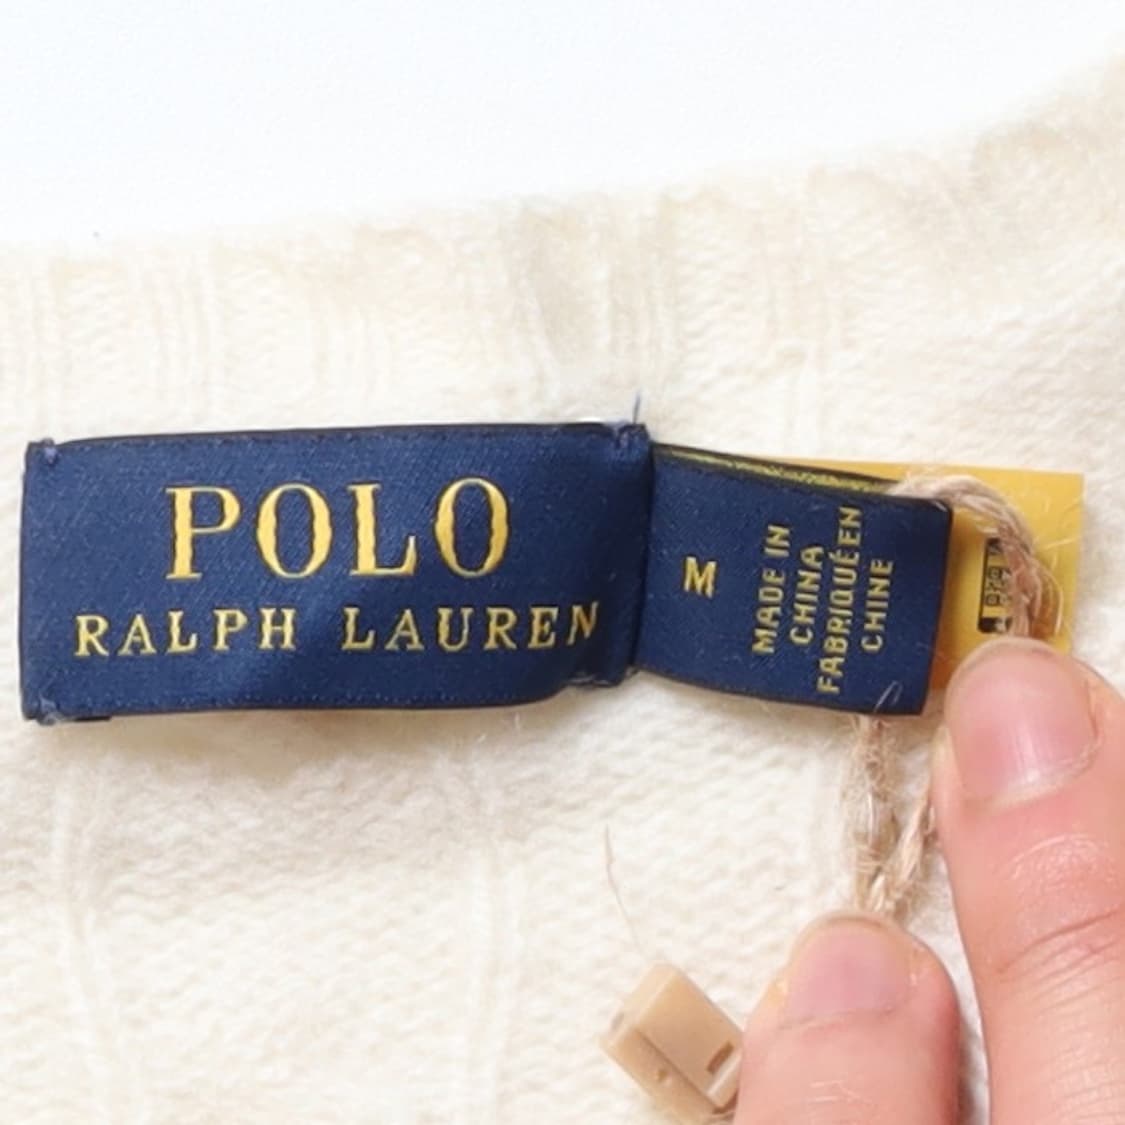 POLO
RALPH LAUREN
M
MADE IN
CHINA
FABRIQUÉ EN
CHINE